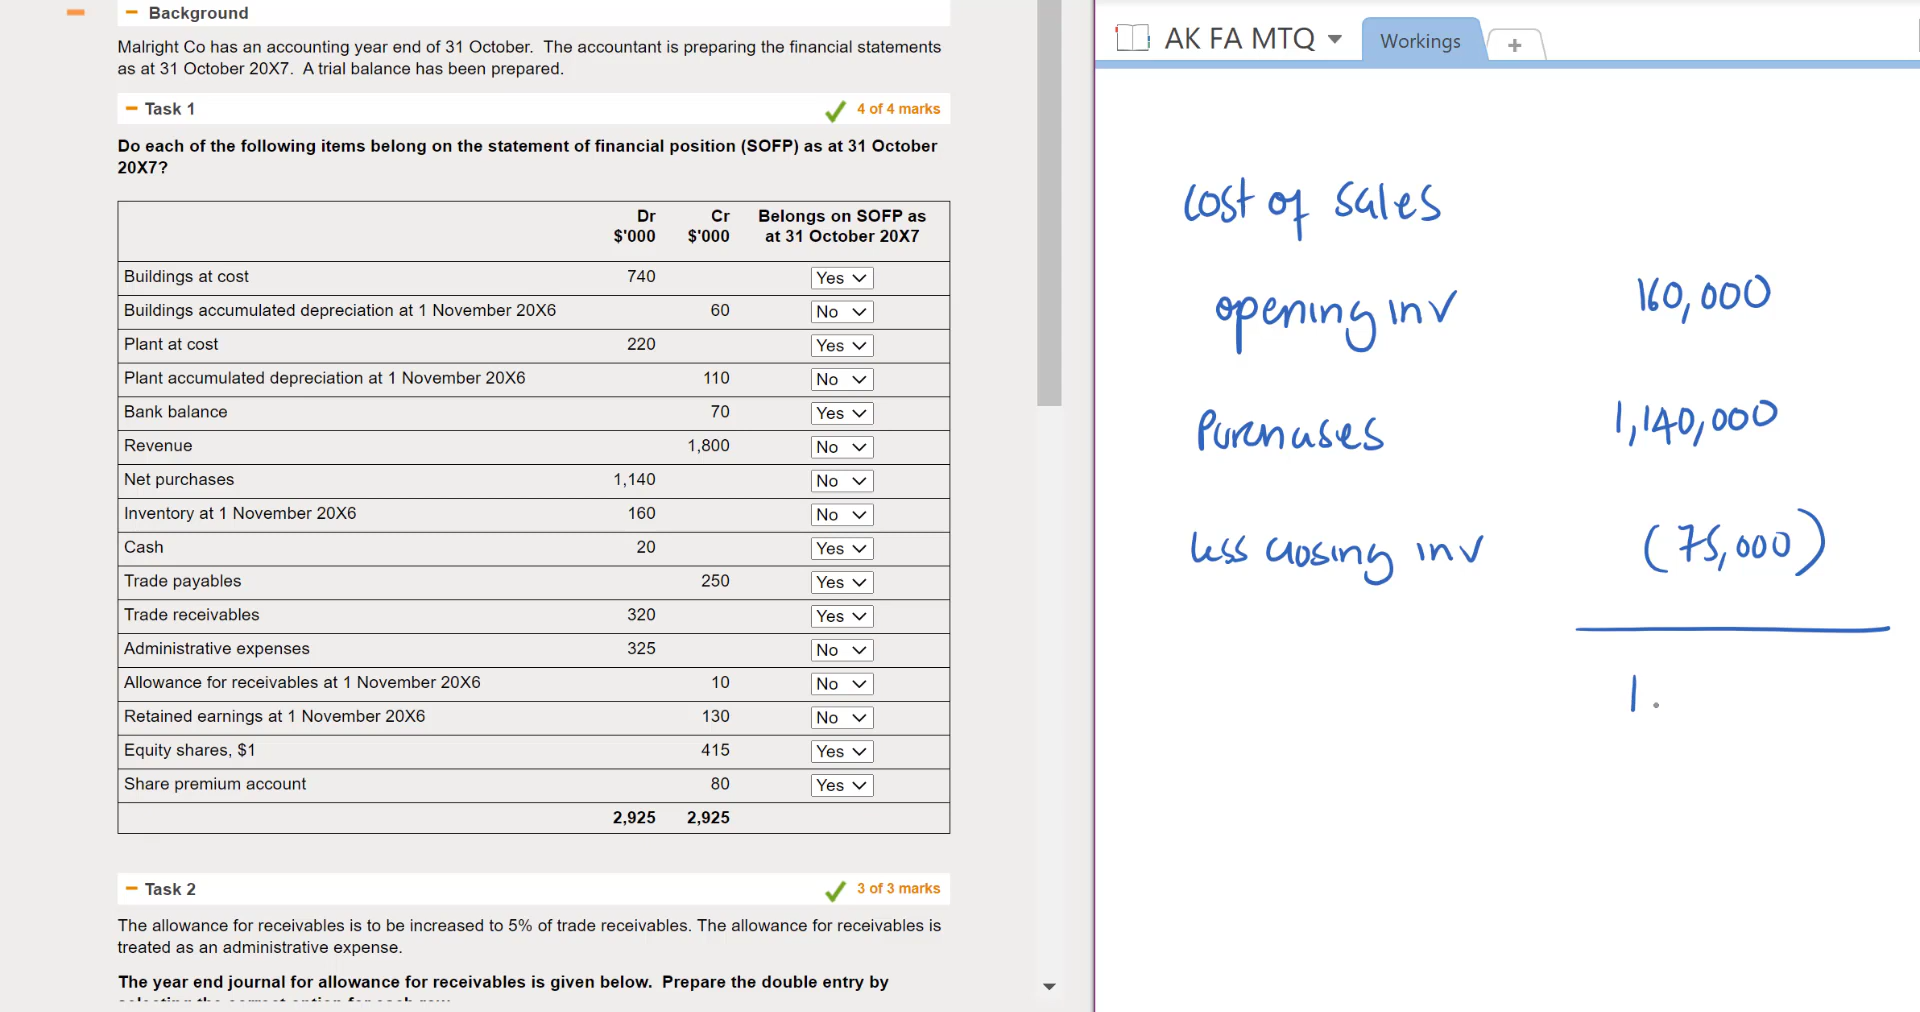 Background
Malright Co has an accounting year end of 31 October. The accountant is preparing the financial statements
as at 31 October 20X7. A trial balance has been prepared.
Task 1
4 of 4 marks
Do each of the following items belong on the statement of financial position (SOFP) as at 31 October
20X7?
Dr Cr Belongs on SOFP as
$'000 $'000 at 31 October 20X7
Buildings at cost 740 Yes
Buildings accumulated depreciation at 1 November 20X6 60 No
Plant at cost 220 Yes
Plant accumulated depreciation at 1 November 20X6 110 No
Bank balance 70 Yes
Revenue 1,800 No
Net purchases 1,140 No
Inventory at 1 November 20X6 160 No
Cash 20 Yes
Trade payables 250 Yes
Trade receivables 320 Yes
Administrative expenses 325 No
Allowance for receivables at 1 November 20X6 10 No
Retained earnings at 1 November 20X6 130 No
Equity shares, $1 415 Yes
Share premium account 80 Yes
2,925 2,925
Task 2
3 of 3 marks
The allowance for receivables is to be increased to 5% of trade receivables. The allowance for receivables is
treated as an administrative expense.
The year end journal for allowance for receivables is given below. Prepare the double entry by
AK FA MTQ
Workings
+
cost of sales
opening inv 160,000
Purchases 1,140,000
less closing inv (75,000)
1